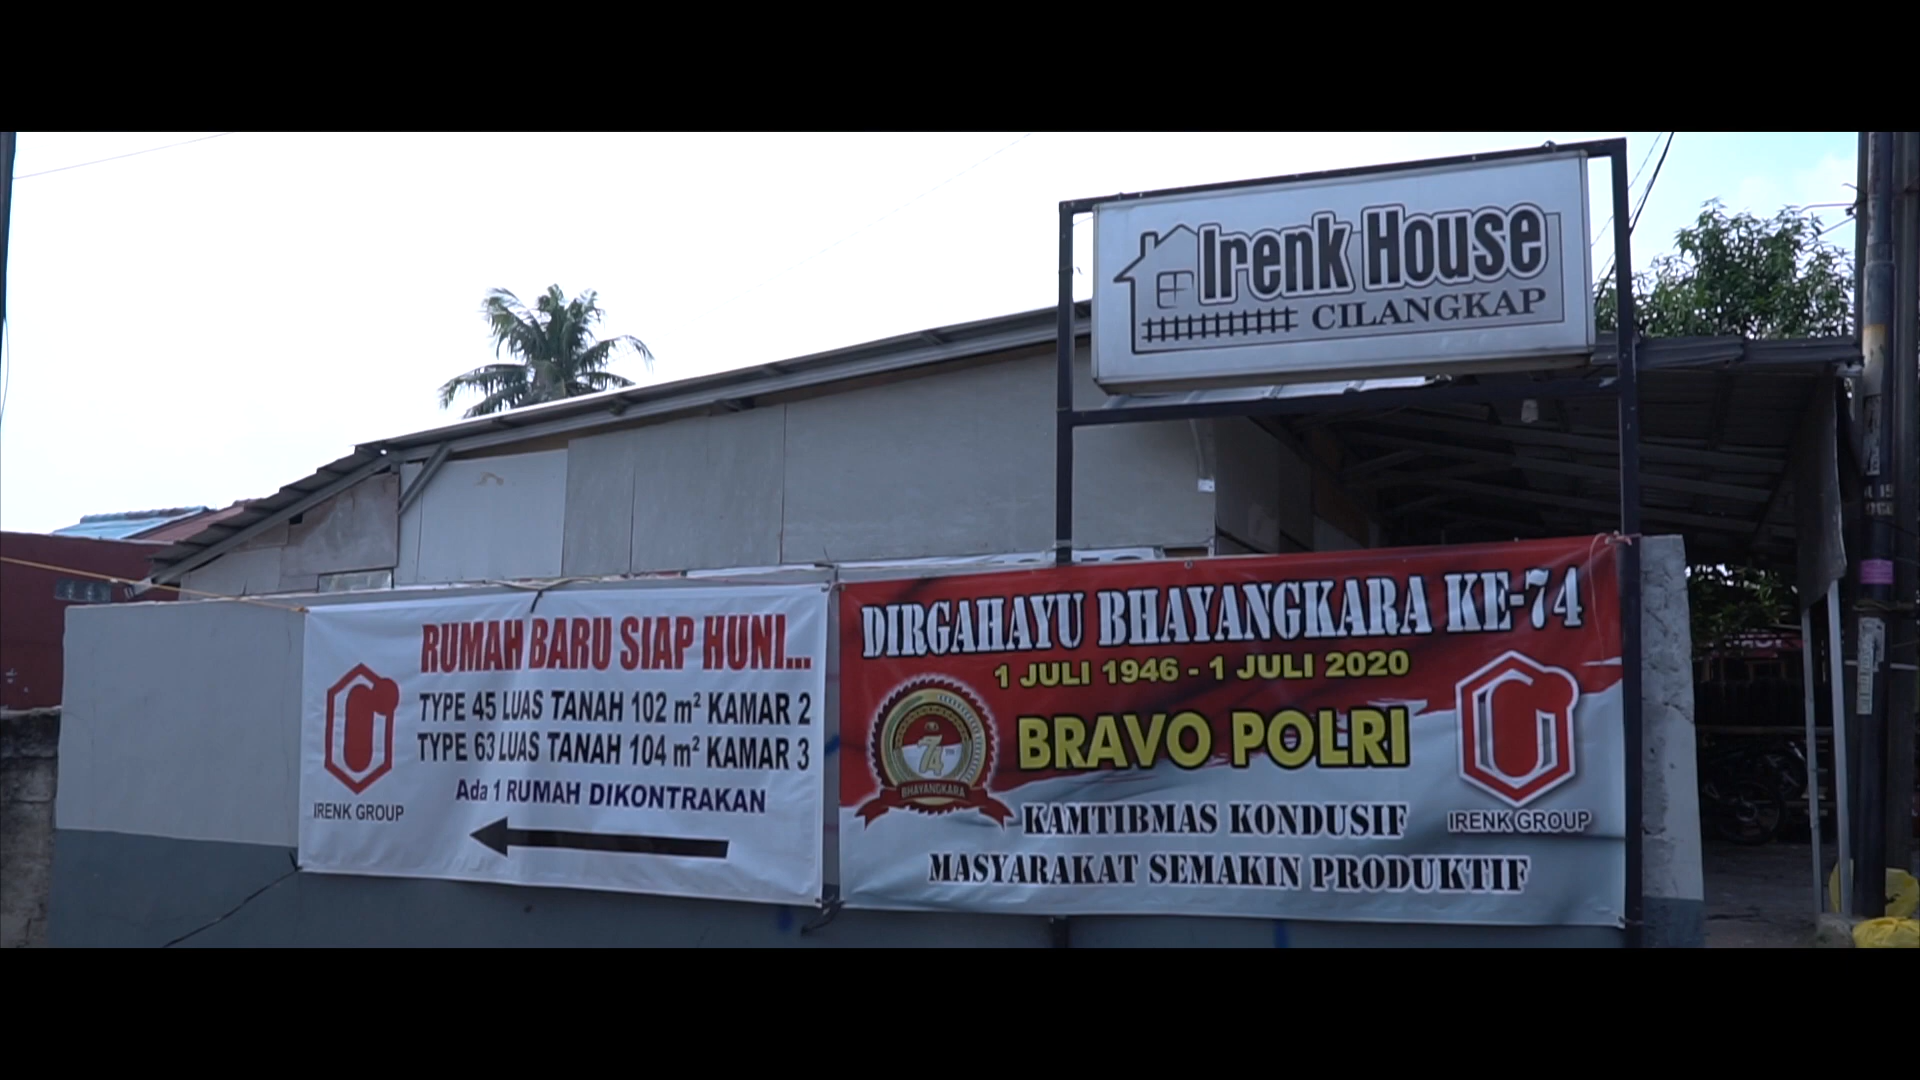 Irenk House
CILANGKAP
RUMAH BARU SIAP HUNI...
TYPE 45 LUAS TANAH 102 m² KAMAR 2
TYPE 63 LUAS TANAH 104 m² KAMAR 3
Ada 1 RUMAH DIKONTRAKAN
IRENK GROUP
DIRGAHAYU BHAYANGKARA KE-74
1 JULI 1946 - 1 JULI 2020
BRAVO POLRI
74
BHAYANGKARA
KAMTIBMAS KONDUSIF
MASYARAKAT SEMAKIN PRODUKTIF
IRENK GROUP